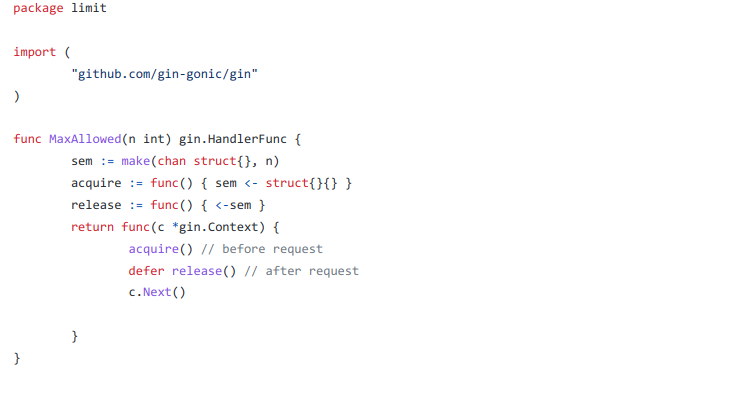 package limit
import (
"github.com/gin-gonic/gin"
)
func MaxAllowed(n int) gin.HandlerFunc {
sem := make(chan struct{}, n)
acquire := func() { sem <- struct{}{} }
release := func() { <-sem }
return func(c *gin.Context) {
acquire() // before request
defer release() // after request
c.Next()
}
}